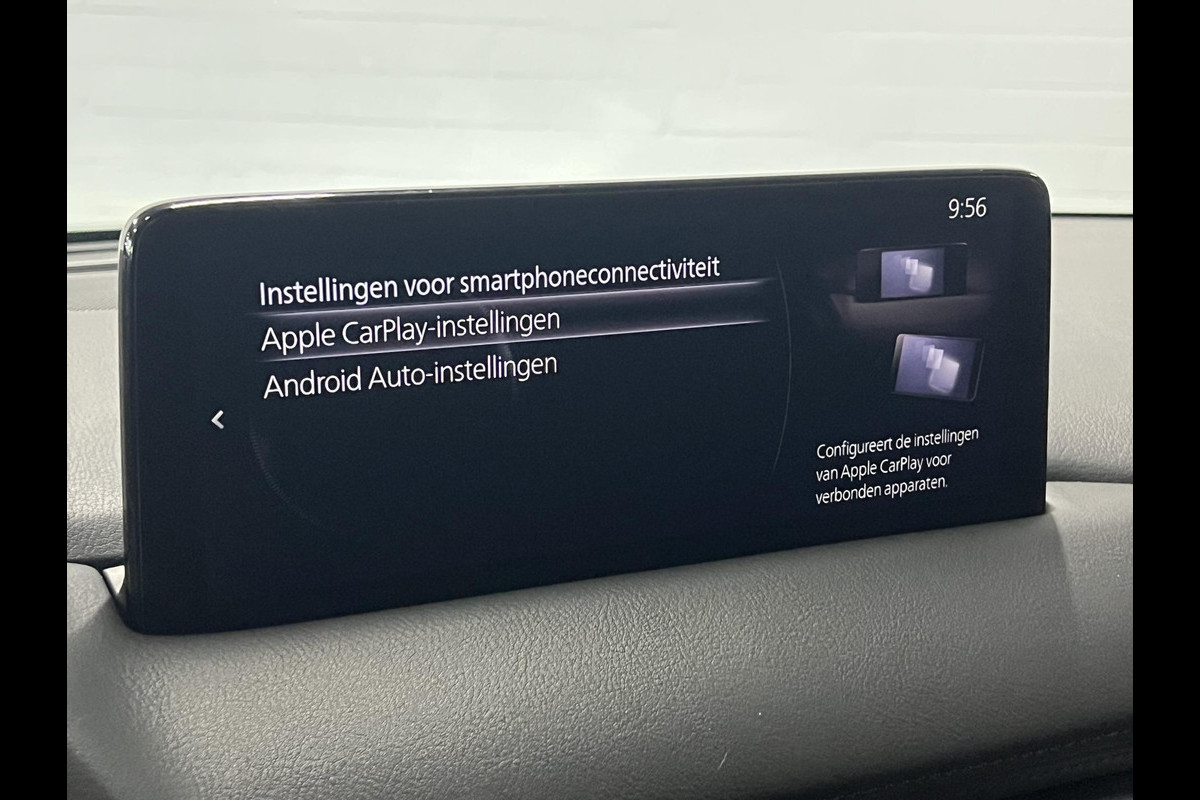 9:56
Instellingen voor smartphoneconnectiviteit
Apple CarPlay-instellingen
Android Auto-instellingen
Configureert de instellingen
van Apple CarPlay voor
verbonden apparaten.